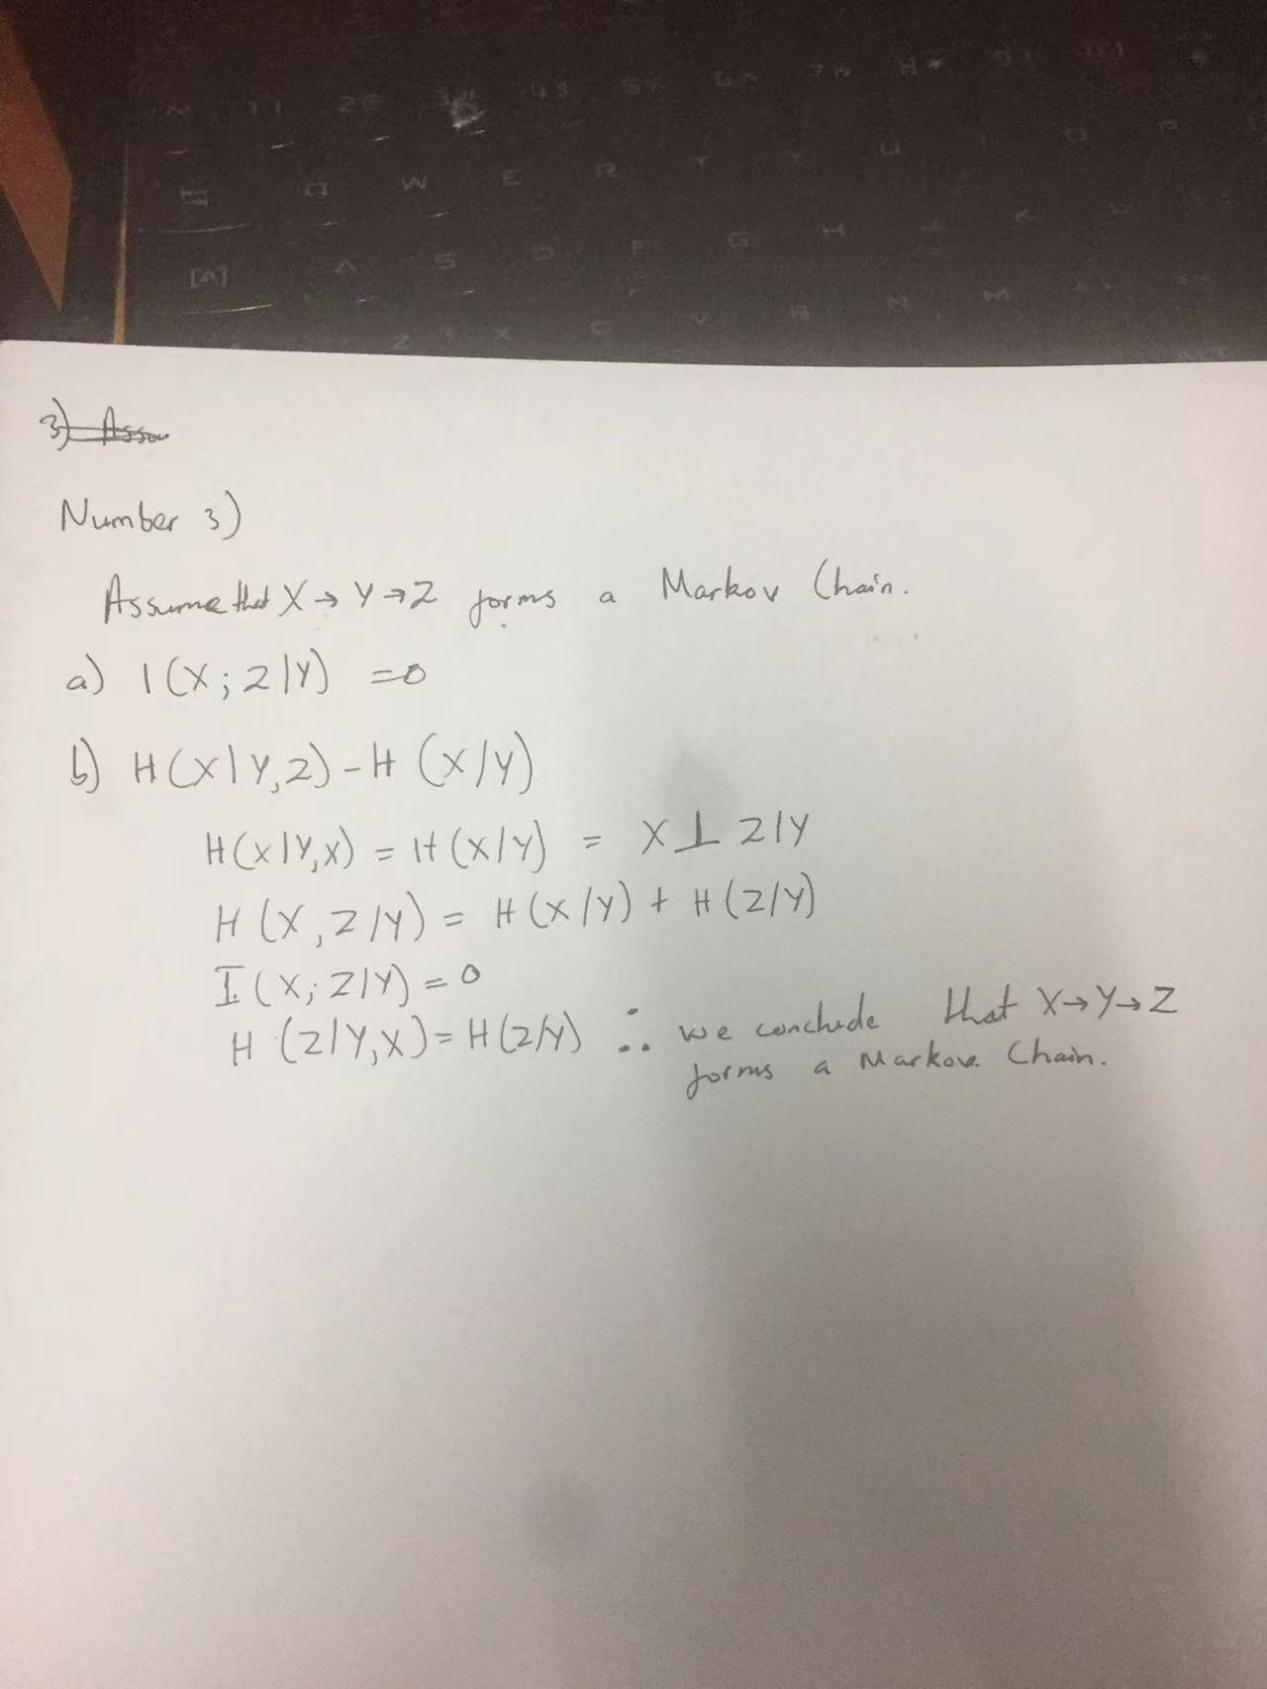 3) Assu
Number 3)
Assume that X→Y→Z forms a Markov Chain.
a) I(X;Z|Y) =0
b) H(X|Y,Z)-H(X|Y)
H(X|Y,X) = H(X|Y) = X⊥Z|Y
H(X,Z|Y) = H(X|Y) + H(Z|Y)
I(X;Z|Y) = 0
H(Z|Y,X) = H(Z|Y) ∴ we conclude that X→Y→Z
forms a Markov Chain.